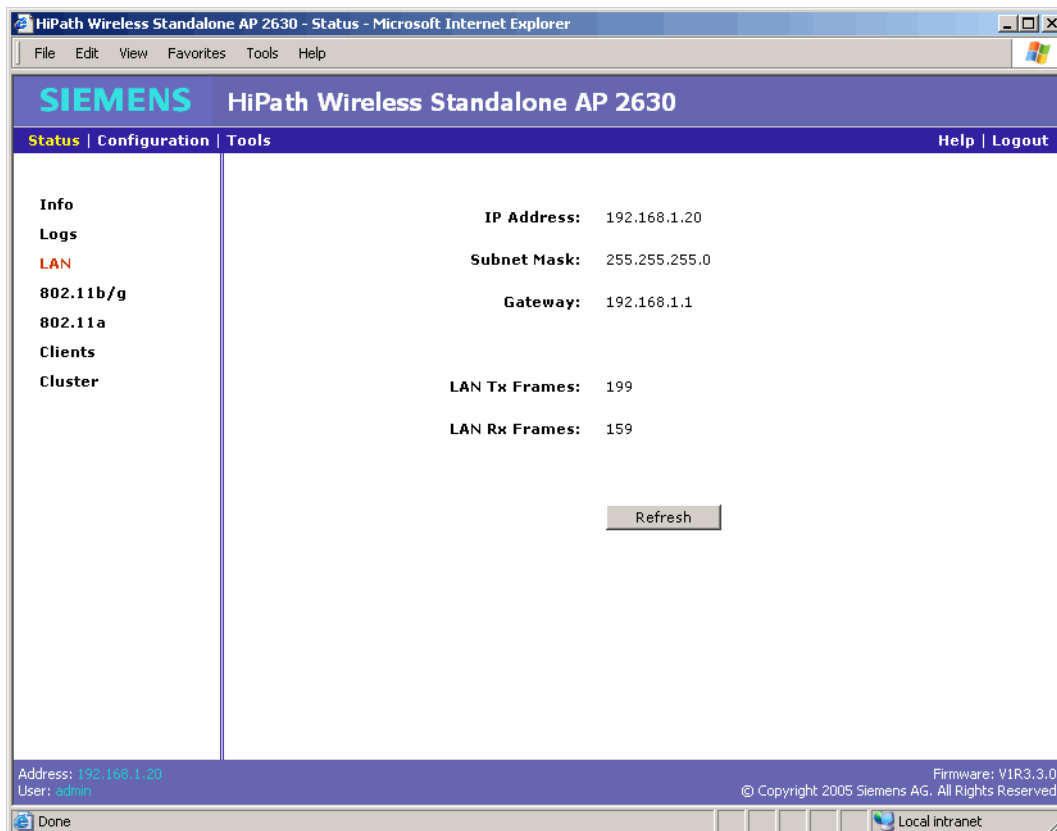 HiPath Wireless Standalone AP 2630 - Status - Microsoft Internet Explorer
File Edit View Favorites Tools Help
SIEMENS HiPath Wireless Standalone AP 2630
Status | Configuration | Tools Help | Logout
Info
Logs
LAN
802.11b/g
802.11a
Clients
Cluster
IP Address: 192.168.1.20
Subnet Mask: 255.255.255.0
Gateway: 192.168.1.1
LAN Tx Frames: 199
LAN Rx Frames: 159
Refresh
Address: 192.168.1.20 Firmware: V1R3.3.0
User: admin © Copyright 2005 Siemens AG. All Rights Reserved
Done Local intranet